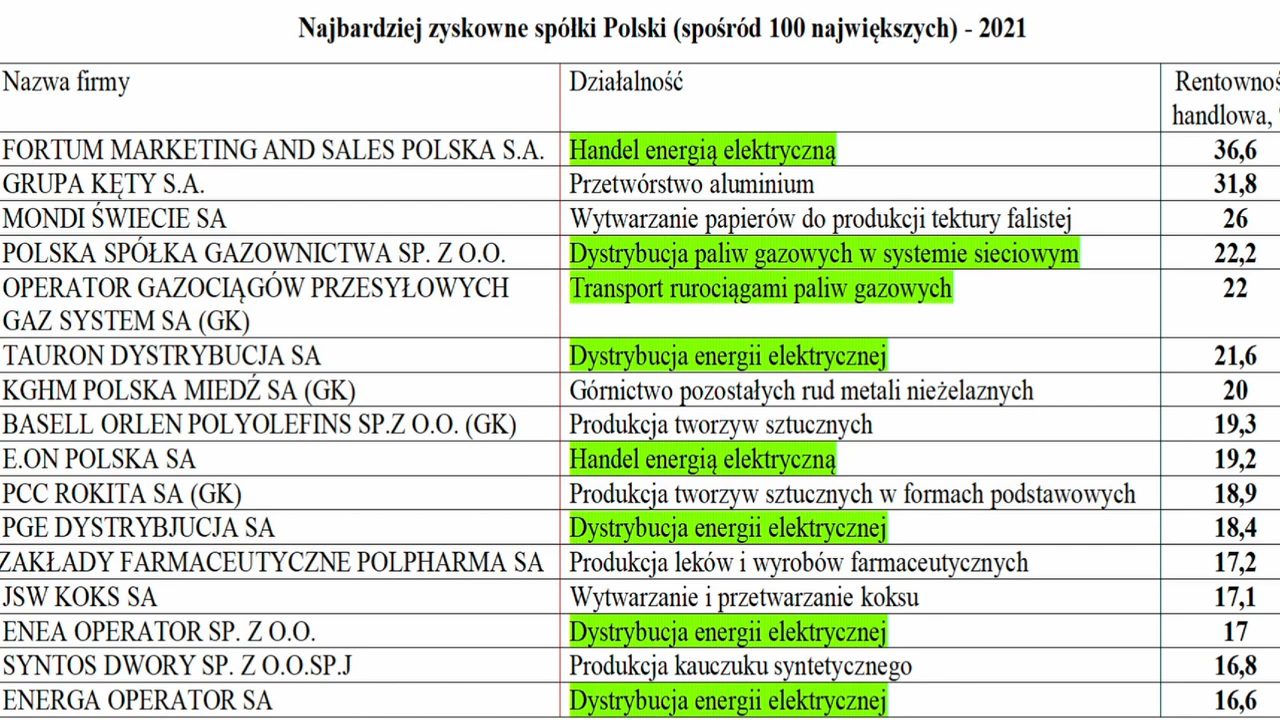 Najbardziej zyskowne spółki Polski (spośród 100 największych) - 2021
Nazwa firmy Działalność Rentownoś
handlowa, %
FORTUM MARKETING AND SALES POLSKA S.A. Handel energią elektryczną 36,6
GRUPA KĘTY S.A. Przetwórstwo aluminium 31,8
MONDI ŚWIECIE SA Wytwarzanie papierów do produkcji tektury falistej 26
POLSKA SPÓŁKA GAZOWNICTWA SP. Z O.O. Dystrybucja paliw gazowych w systemie sieciowym 22,2
OPERATOR GAZOCIĄGÓW PRZESYŁOWYCH Transport rurociągami paliw gazowych 22
GAZ SYSTEM SA (GK)
TAURON DYSTRYBUCJA SA Dystrybucja energii elektrycznej 21,6
KGHM POLSKA MIEDŹ SA (GK) Górnictwo pozostałych rud metali nieżelaznych 20
BASELL ORLEN POLYOLEFINS SP.Z O.O. (GK) Produkcja tworzyw sztucznych 19,3
E.ON POLSKA SA Handel energią elektryczną 19,2
PCC ROKITA SA (GK) Produkcja tworzyw sztucznych w formach podstawowych 18,9
PGE DYSTRYBJUCJA SA Dystrybucja energii elektrycznej 18,4
ZAKŁADY FARMACEUTYCZNE POLPHARMA SA Produkcja leków i wyrobów farmaceutycznych 17,2
JSW KOKS SA Wytwarzanie i przetwarzanie koksu 17,1
ENEA OPERATOR SP. Z O.O. Dystrybucja energii elektrycznej 17
SYNTOS DWORY SP. Z O.O.SP.J Produkcja kauczuku syntetycznego 16,8
ENERGA OPERATOR SA Dystrybucja energii elektrycznej 16,6